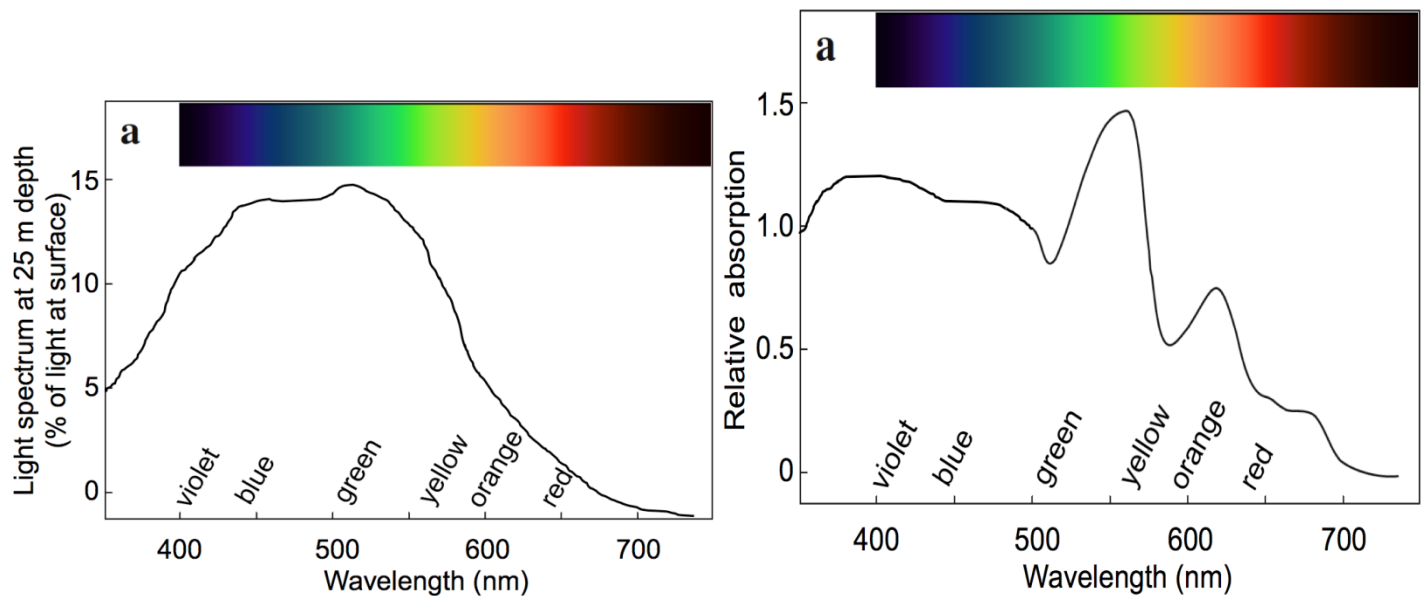 a
Light spectrum at 25 m depth
(% of light at surface)
15
10
5
0
violet
blue
green
yellow
orange
red
400
500
600
700
Wavelength (nm)
a
Relative absorption
1.5
1.0
0.5
0
violet
blue
green
yellow
orange
red
400
500
600
700
Wavelength (nm)